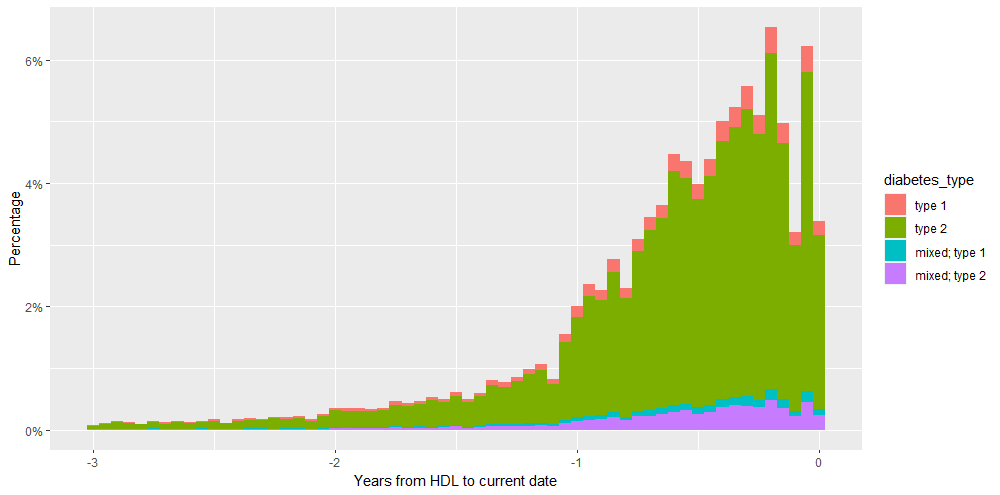 6%
4%
2%
0%
Percentage
-3
-2
-1
0
Years from HDL to current date
diabetes_type
type 1
type 2
mixed; type 1
mixed; type 2